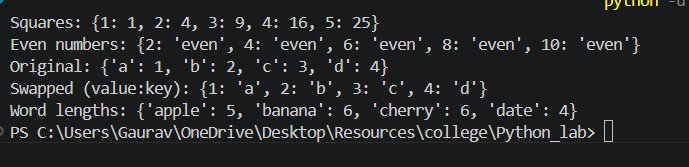 python -u
Squares: {1: 1, 2: 4, 3: 9, 4: 16, 5: 25}
Even numbers: {2: 'even', 4: 'even', 6: 'even', 8: 'even', 10: 'even'}
Original: {'a': 1, 'b': 2, 'c': 3, 'd': 4}
Swapped (value:key): {1: 'a', 2: 'b', 3: 'c', 4: 'd'}
Word lengths: {'apple': 5, 'banana': 6, 'cherry': 6, 'date': 4}
PS C:\Users\Gaurav\OneDrive\Desktop\Resources\college\Python_lab>